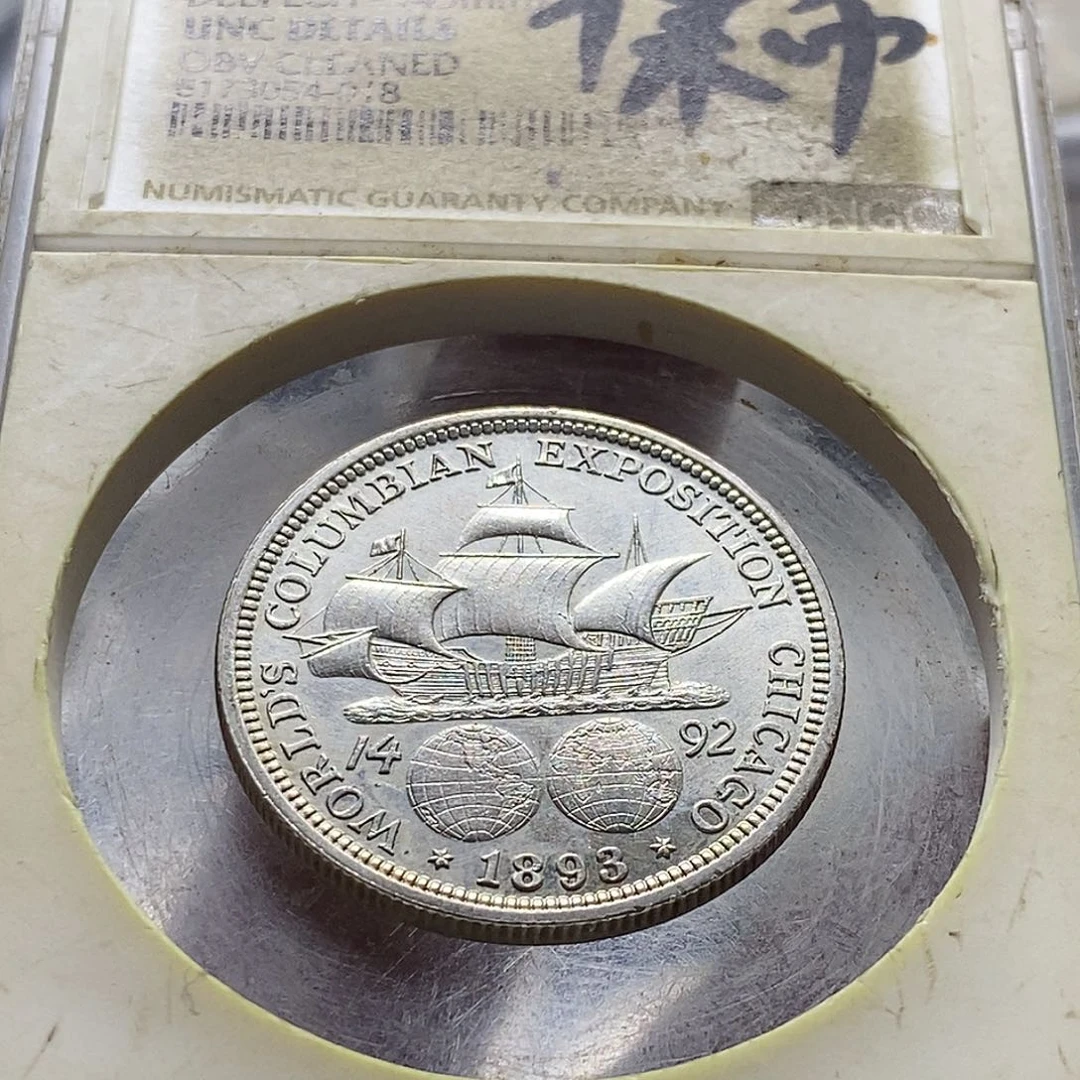 UNC DETAILS
OBV CLEANED
NUMISMATIC GUARANTY COMPANY
WORLD'S COLUMBIAN EXPOSITION CHICAGO
14 92
1893